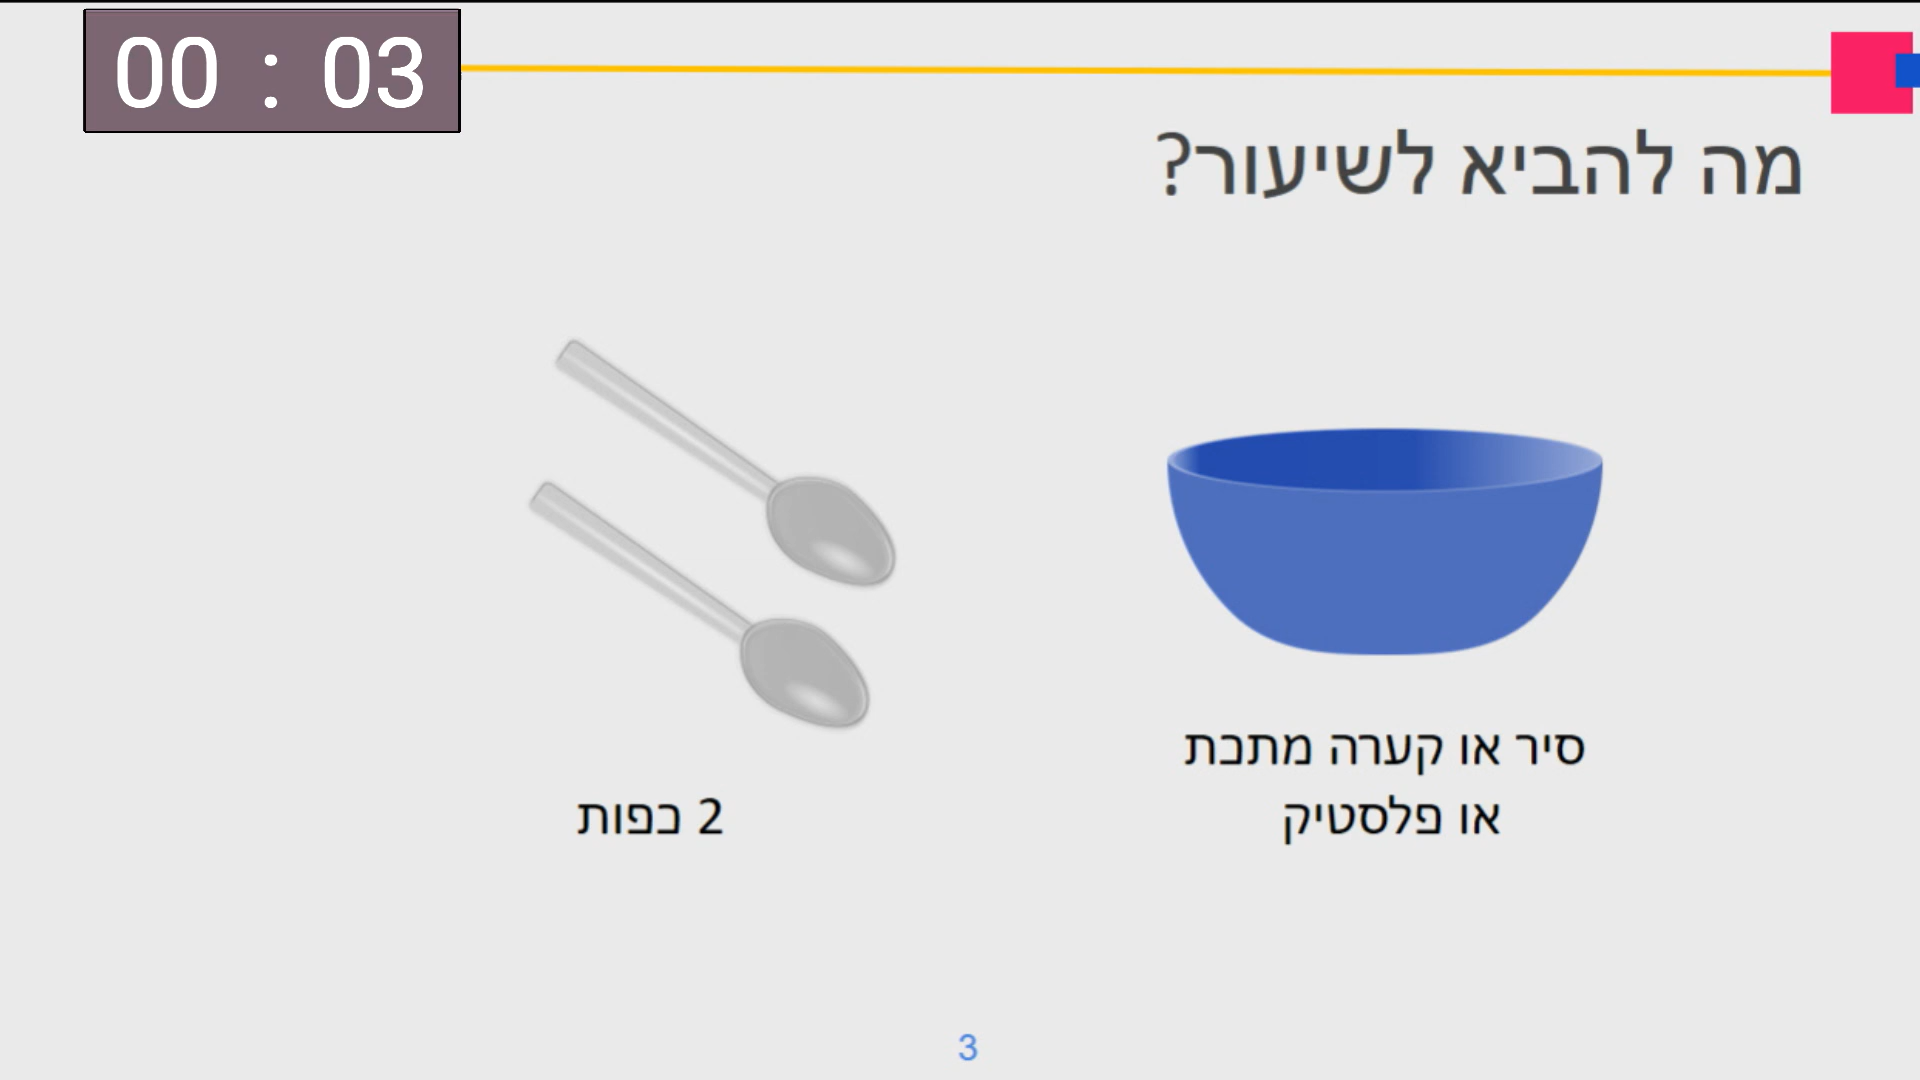 00 : 03
מה להביא לשיעור?
סיר או קערה מתכת
או פלסטיק
2 כפות
3